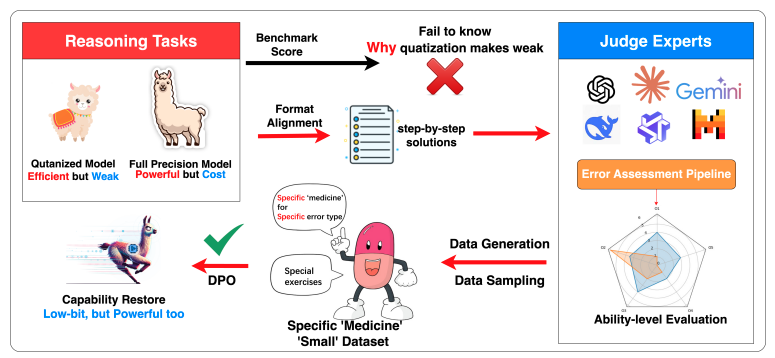 Reasoning Tasks
Qutanized Model
Efficient but Weak
Full Precision Model
Powerful but Cost
Benchmark
Score
Fail to know
Why quatization makes weak
Format
Alignment
step-by-step
solutions
Judge Experts
Gemini
Error Assessment Pipeline
Ability-level Evaluation
Data Generation
Data Sampling
Specific 'medicine'
for
Specific error type
Special
exercises
Specific 'Medicine'
'Small' Dataset
DPO
Capability Restore
Low-bit, but Powerful too